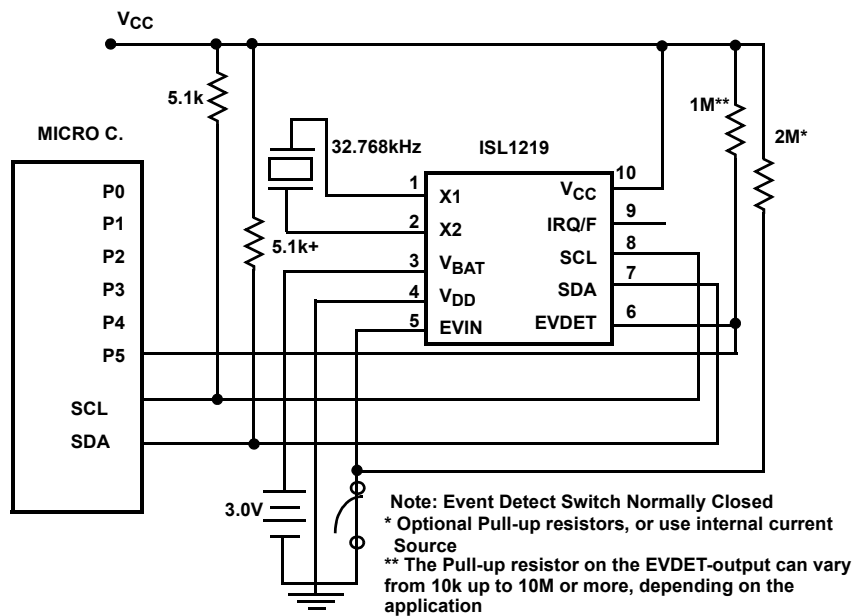 VCC
5.1k
1M**
2M*
MICRO C.
32.768kHz
ISL1219
P0
P1
P2
P3
P4
P5
SCL
SDA
5.1k+
1
2
3
4
5
X1
X2
VBAT
VDD
EVIN
VCC
IRQ/F
SCL
SDA
EVDET
10
9
8
7
6
3.0V
Note: Event Detect Switch Normally Closed
* Optional Pull-up resistors, or use internal current
Source
** The Pull-up resistor on the EVDET-output can vary
from 10k up to 10M or more, depending on the
application